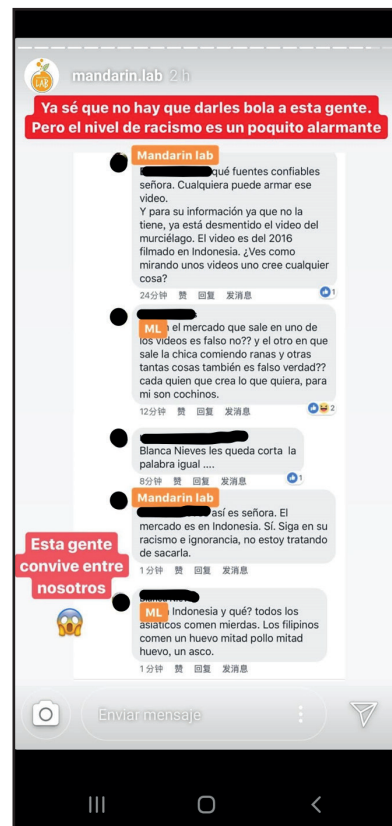 mandarin.lab 2 h
LAB
Ya sé que no hay que darles bola a esta gente.
Pero el nivel de racismo es un poquito alarmante
Mandarin lab
qué fuentes confiables
señora. Cualquiera puede armar ese
video.
Y para su información ya que no la
tiene, ya está desmentido el video del
murciélago. El video es del 2016
filmado en Indonesia. ¿Ves como
mirando unos videos uno cree cualquier
cosa?
24分钟 赞 回复 发消息 1
ML el mercado que sale en uno de
los videos es falso no?? y el otro en que
sale la chica comiendo ranas y otras
tantas cosas también es falso verdad??
cada quien que crea lo que quiera, para
mi son cochinos.
12分钟 赞 回复 发消息 2
Blanca Nieves les queda corta la
palabra igual ....
8分钟 赞 回复 发消息 1
Mandarin lab
así es señora. El
mercado es en Indonesia. Sí. Siga en su
racismo e ignorancia, no estoy tratando
de sacarla.
1分钟 赞 回复 发消息
Esta gente
convive entre
nosotros
ML Indonesia y qué? todos los
asiáticos comen mierdas. Los filipinos
comen un huevo mitad pollo mitad
huevo, un asco.
1分钟 赞 回复 发消息
Enviar mensaje